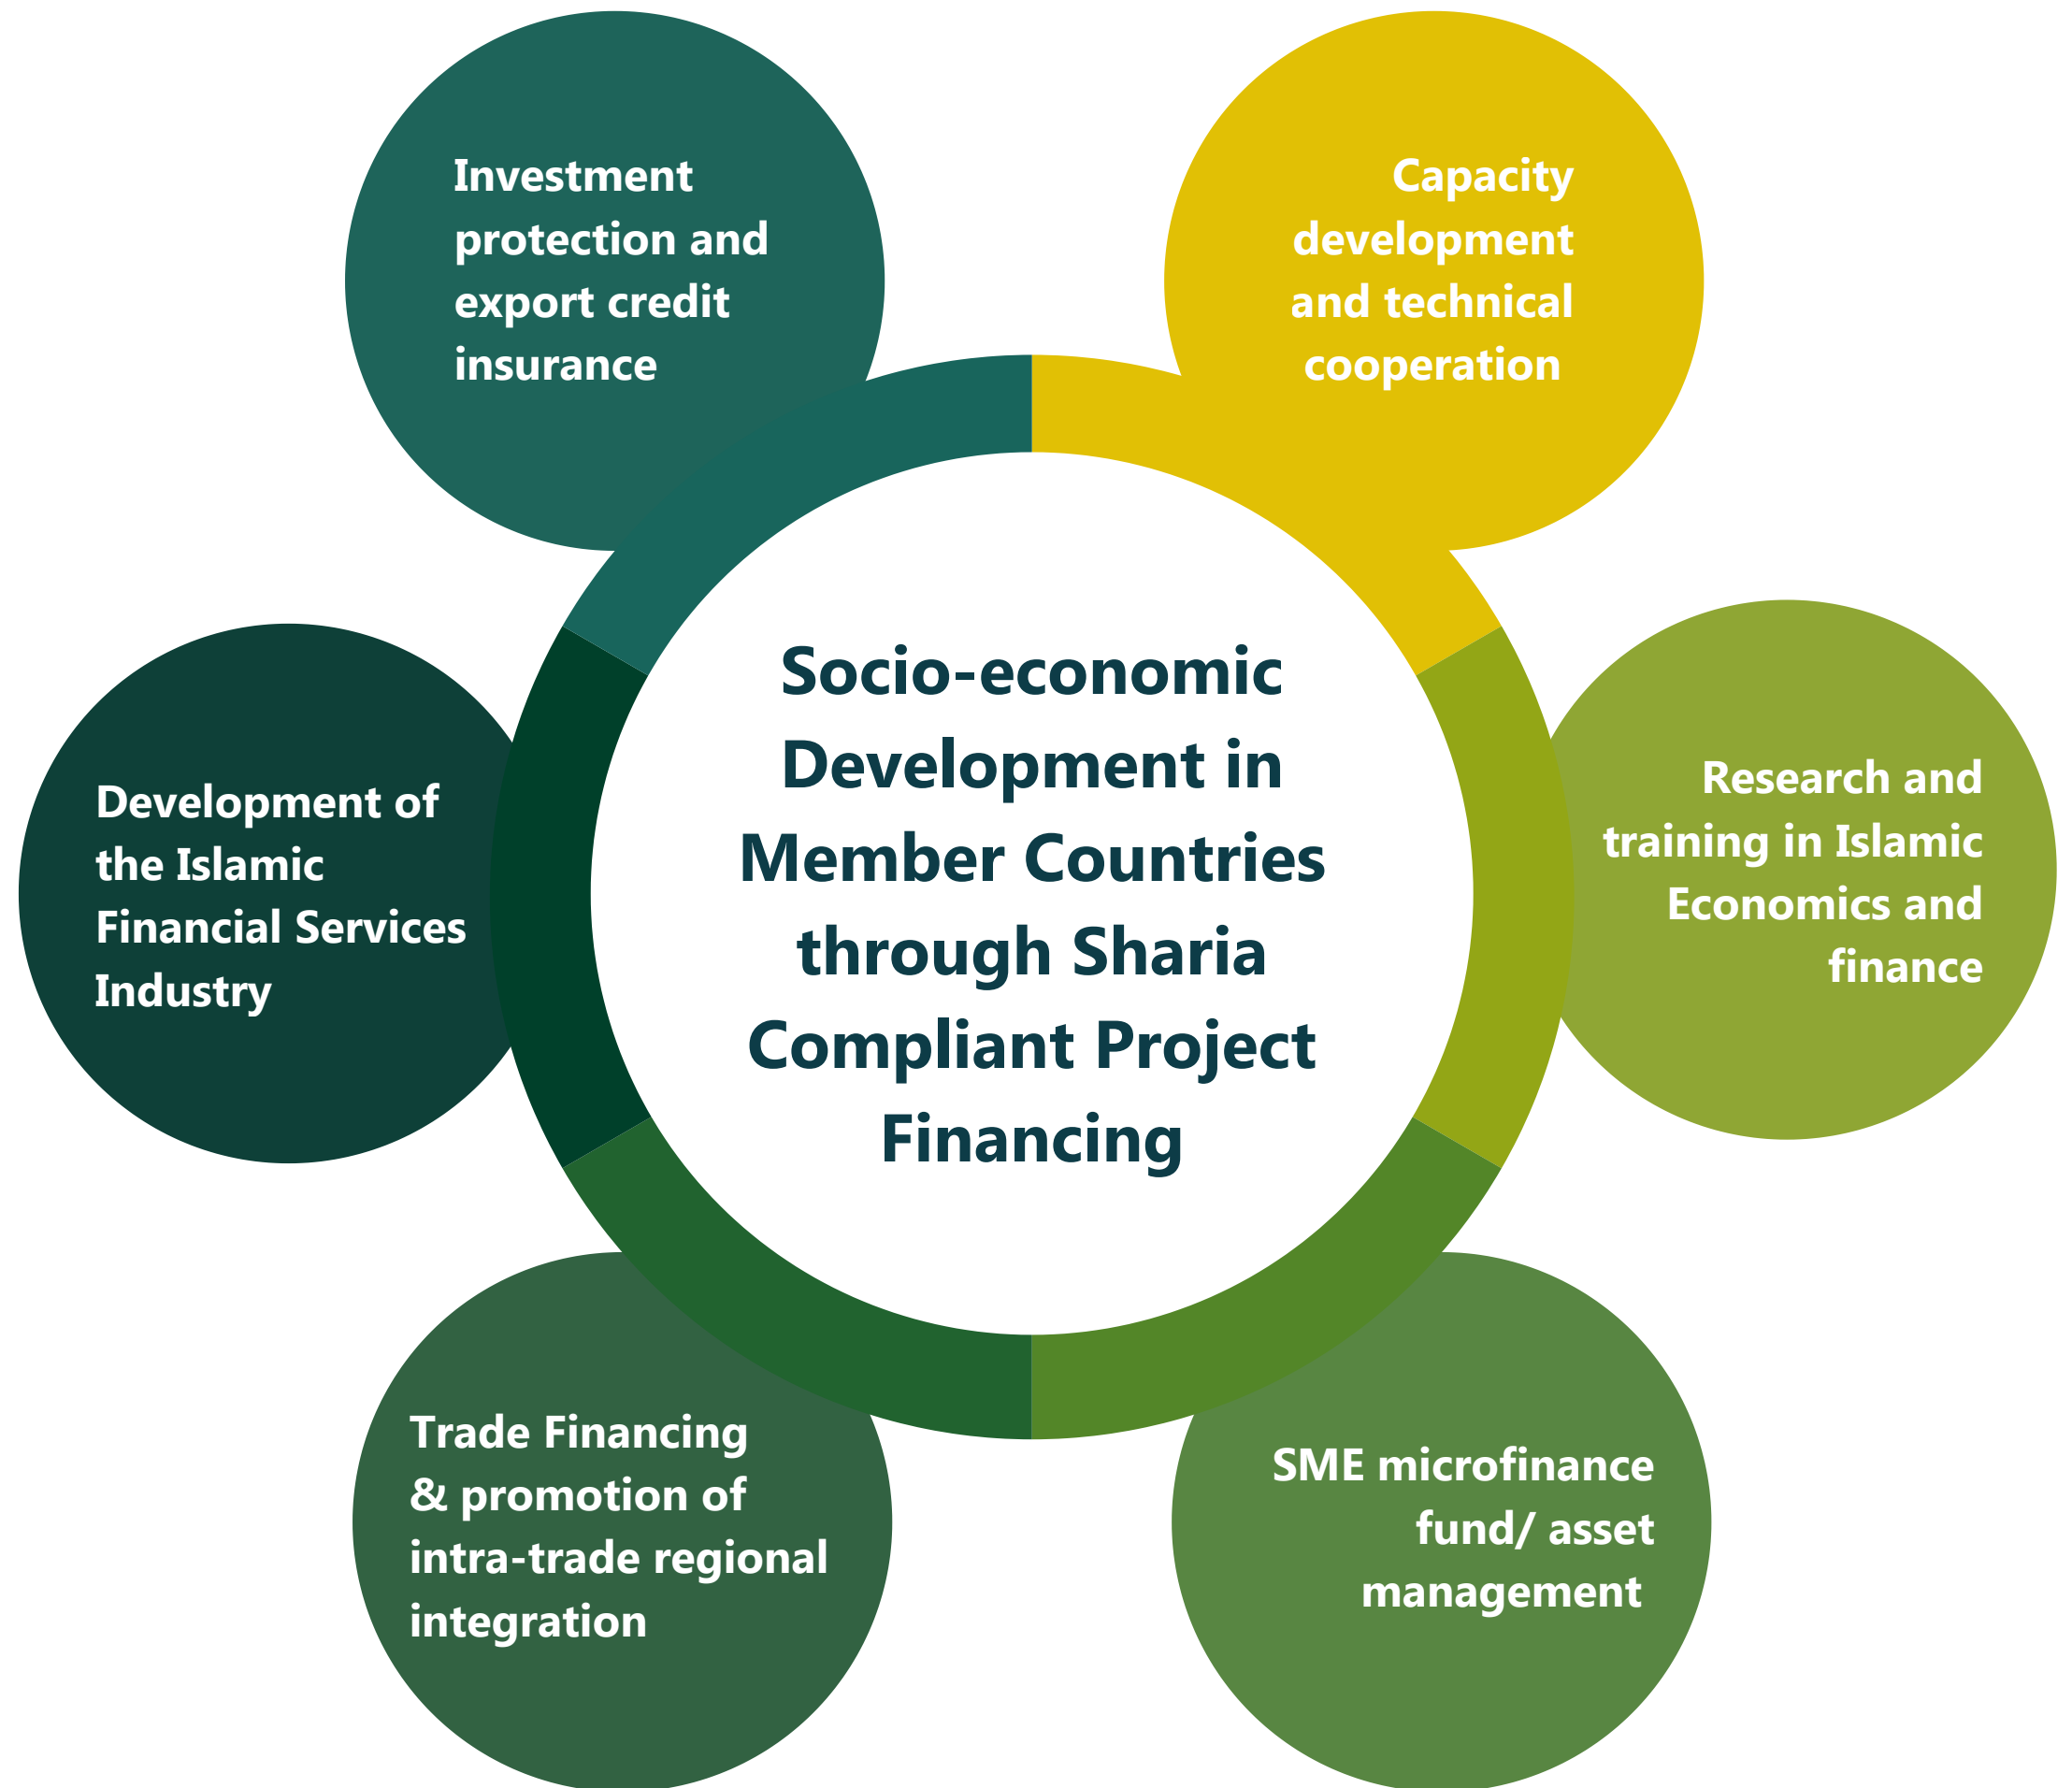 Investment
protection and
export credit
insurance
Capacity
development
and technical
cooperation
Socio-economic
Development in
Member Countries
through Sharia
Compliant Project
Financing
Development of
the Islamic
Financial Services
Industry
Research and
training in Islamic
Economics and
finance
Trade Financing
& promotion of
intra-trade regional
integration
SME microfinance
fund/ asset
management